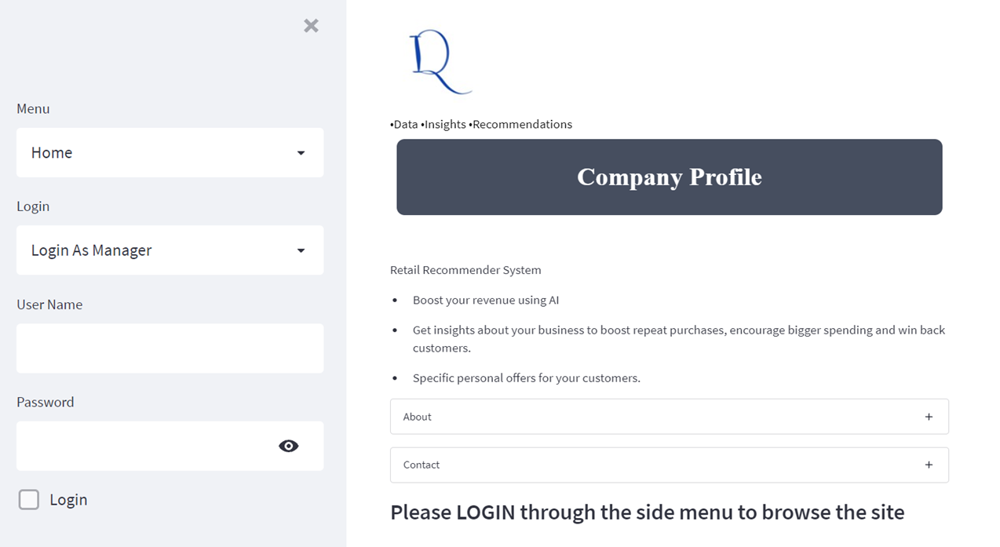 Menu
Home
Login
Login As Manager
User Name
Password
Login
•Data •Insights •Recommendations
Company Profile
Retail Recommender System
• Boost your revenue using AI
• Get insights about your business to boost repeat purchases, encourage bigger spending and win back
customers.
• Specific personal offers for your customers.
About +
Contact +
Please LOGIN through the side menu to browse the site